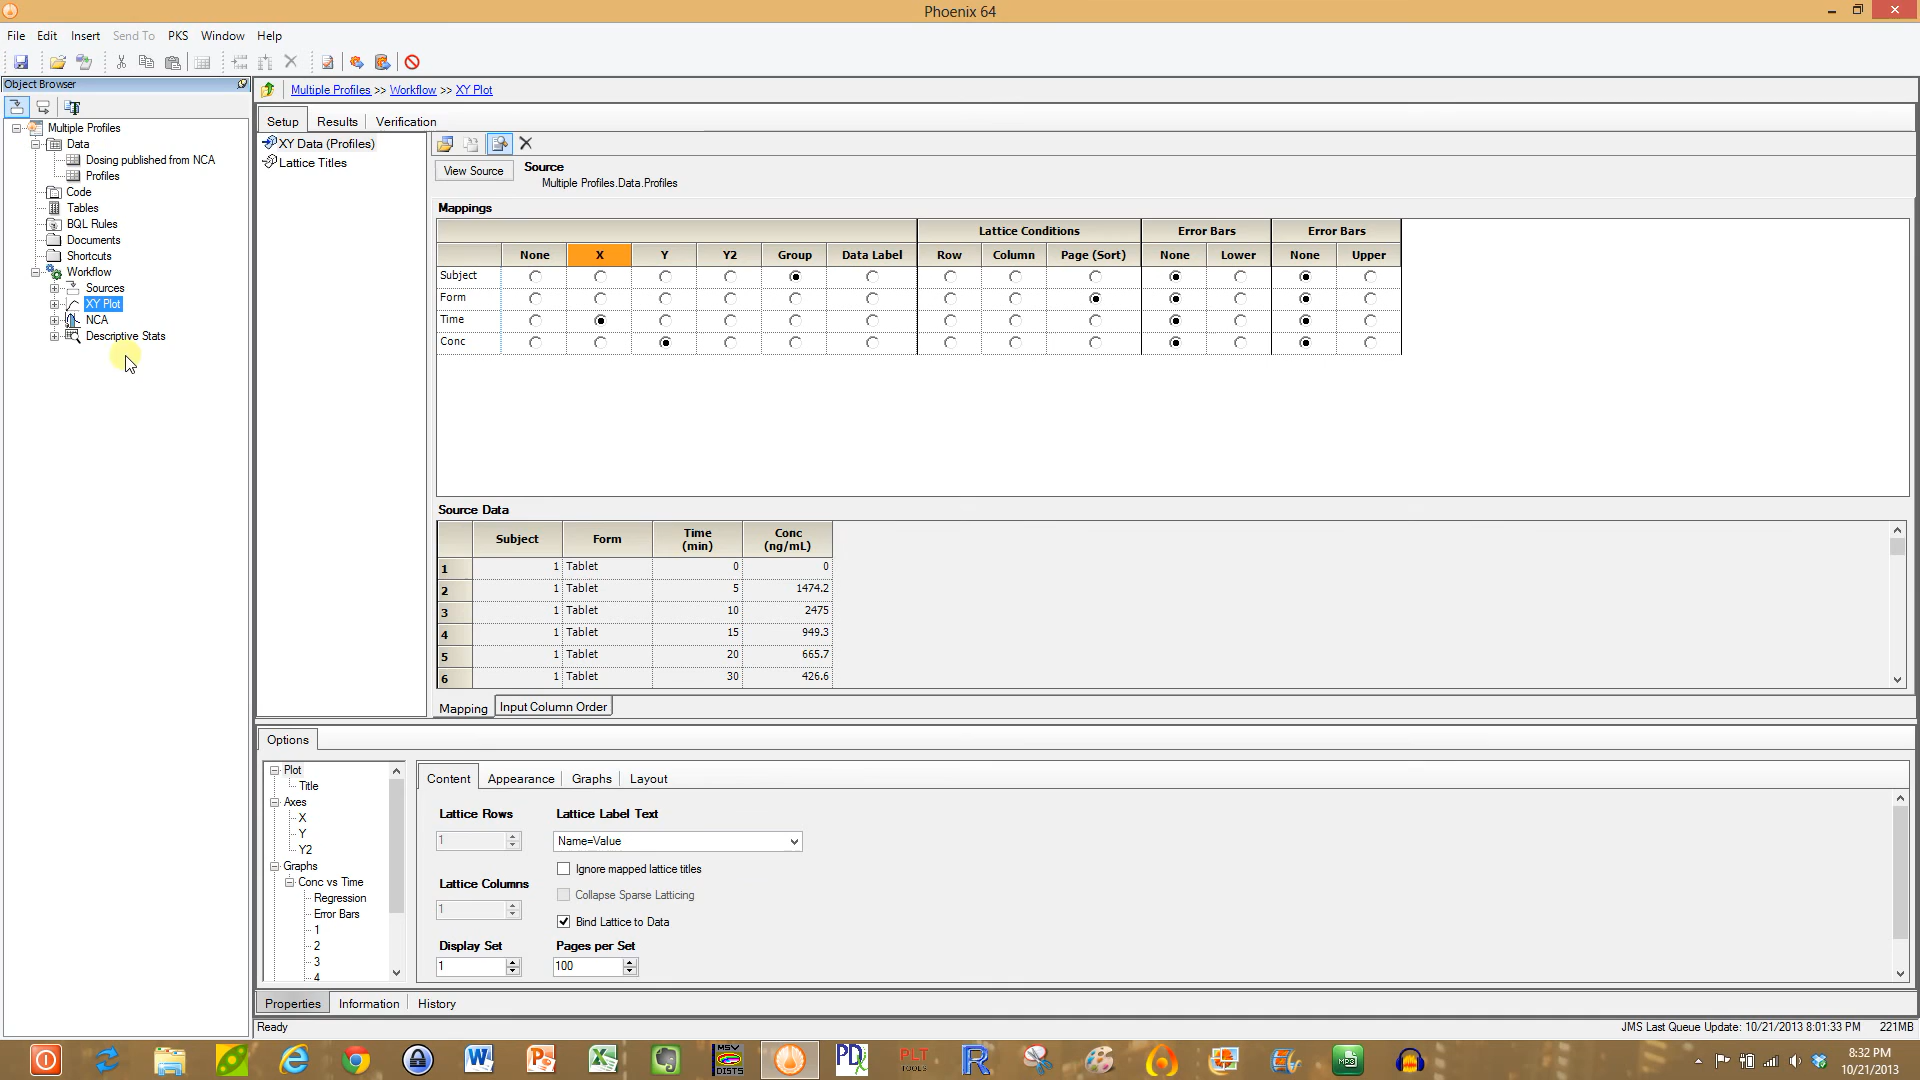 Phoenix 64
File Edit Insert Send To PKS Window Help
Object Browser
Multiple Profiles >> Workflow >> XY Plot
Multiple Profiles
Data
Dosing published from NCA
Profiles
Code
Tables
BQL Rules
Documents
Shortcuts
Workflow
Sources
XY Plot
NCA
Descriptive Stats
Setup Results Verification
XY Data (Profiles)
Lattice Titles
View Source
Source
Multiple Profiles.Data.Profiles
Mappings
Lattice Conditions Error Bars Error Bars
None X Y Y2 Group Data Label Row Column Page (Sort) None Lower None Upper
Subject
Form
Time
Conc
Source Data
Subject Form Time (min) Conc (ng/mL)
1 1 Tablet 0 0
2 1 Tablet 5 1474.2
3 1 Tablet 10 2475
4 1 Tablet 15 949.3
5 1 Tablet 20 665.7
6 1 Tablet 30 426.6
Mapping Input Column Order
Options
Plot
Title
Axes
X
Y
Y2
Graphs
Conc vs Time
Regression
Error Bars
1
2
3
4
Content Appearance Graphs Layout
Lattice Rows Lattice Label Text
1 Name=Value
Ignore mapped lattice titles
Lattice Columns Collapse Sparse Latticing
1 Bind Lattice to Data
Display Set Pages per Set
1 100
Properties Information History
Ready JMS Last Queue Update: 10/21/2013 8:01:33 PM 221MB
MSV
DISTS
PDx
PLT
TOOLS
R
MP3
8:32 PM
10/21/2013